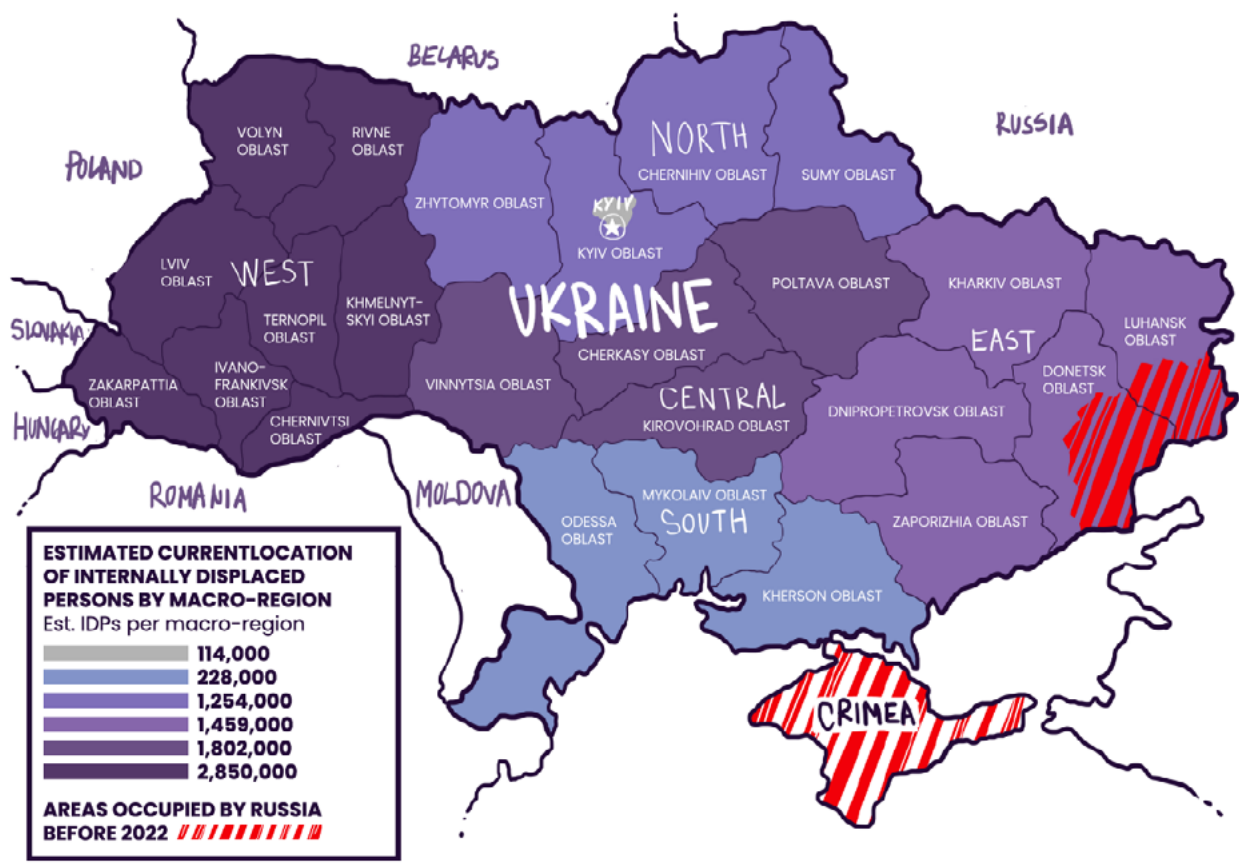 BELARUS
RUSSIA
POLAND
VOLYN
OBLAST
RIVNE
OBLAST
NORTH
CHERNIHIV OBLAST
SUMY OBLAST
ZHYTOMYR OBLAST
KYIV
KYIV OBLAST
LVIV
OBLAST
WEST
UKRAINE
POLTAVA OBLAST
KHARKIV OBLAST
KHMELNYT-
SKYI OBLAST
TERNOPIL
OBLAST
SLOVAKIA
LUHANSK
OBLAST
EAST
CHERKASY OBLAST
ZAKARPATTIA
OBLAST
IVANO-
FRANKIVSK
OBLAST
VINNYTSIA OBLAST
DONETSK
OBLAST
CENTRAL
KIROVOHRAD OBLAST
DNIPROPETROVSK OBLAST
HUNGARY
CHERNIVTSI
OBLAST
ROMANIA
MOLDOVA
MYKOLAIV OBLAST
SOUTH
ODESSA
OBLAST
ZAPORIZHIA OBLAST
KHERSON OBLAST
CRIMEA
ESTIMATED CURRENTLOCATION
OF INTERNALLY DISPLACED
PERSONS BY MACRO-REGION
Est. IDPs per macro-region
114,000
228,000
1,254,000
1,459,000
1,802,000
2,850,000
AREAS OCCUPIED BY RUSSIA
BEFORE 2022